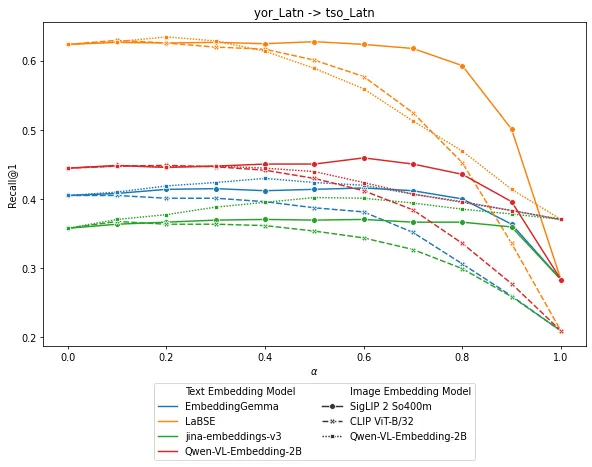 yor_Latn -> tso_Latn
Recall@1
0.6
0.5
0.4
0.3
0.2
0.0 0.2 0.4 0.6 0.8 1.0
α
Text Embedding Model Image Embedding Model
EmbeddingGemma SigLIP 2 So400m
LaBSE CLIP ViT-B/32
jina-embeddings-v3 Qwen-VL-Embedding-2B
Qwen-VL-Embedding-2B